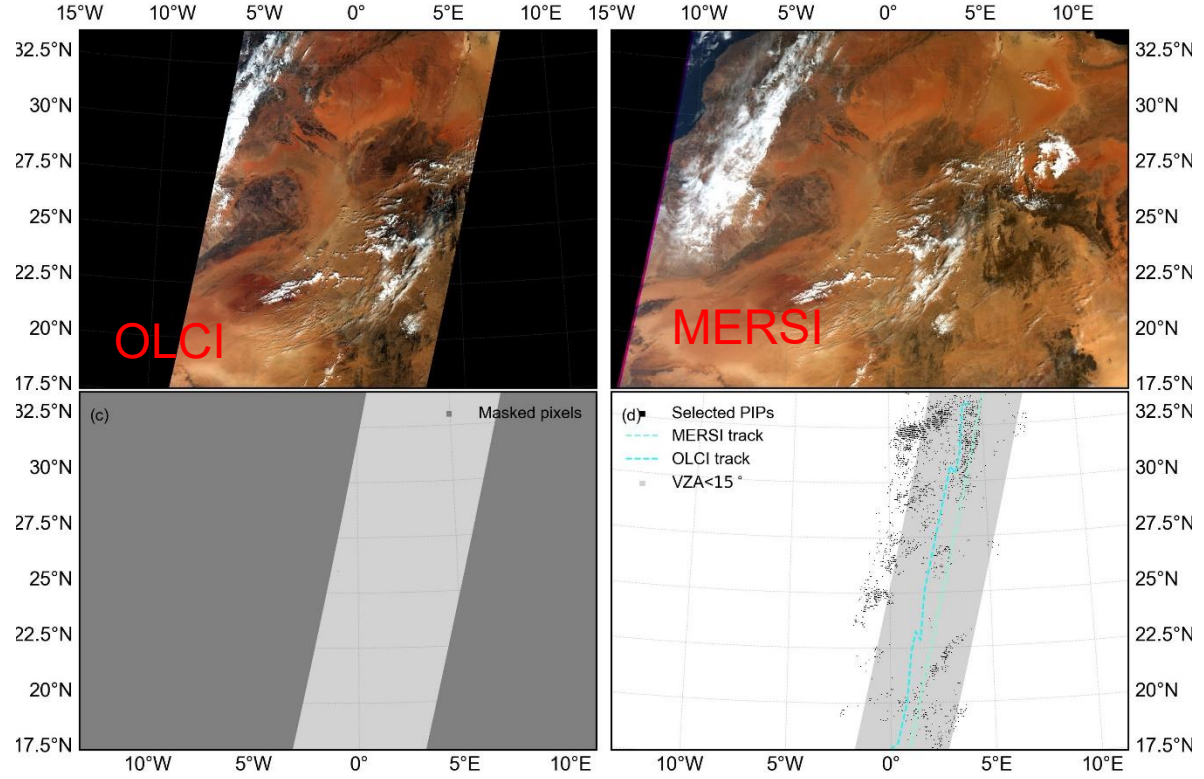 15°W 10°W 5°W 0° 5°E 10°E 15°W 10°W 5°W 0° 5°E 10°E
32.5°N 32.5°N
30°N 30°N
27.5°N 27.5°N
25°N 25°N
22.5°N 22.5°N
20°N 20°N
17.5°N 17.5°N
OLCI MERSI
(c) Masked pixels (d) Selected PIPs
MERSI track
OLCI track
VZA<15 °
32.5°N 32.5°N
30°N 30°N
27.5°N 27.5°N
25°N 25°N
22.5°N 22.5°N
20°N 20°N
17.5°N 17.5°N
10°W 5°W 0° 5°E 10°E 10°W 5°W 0° 5°E 10°E